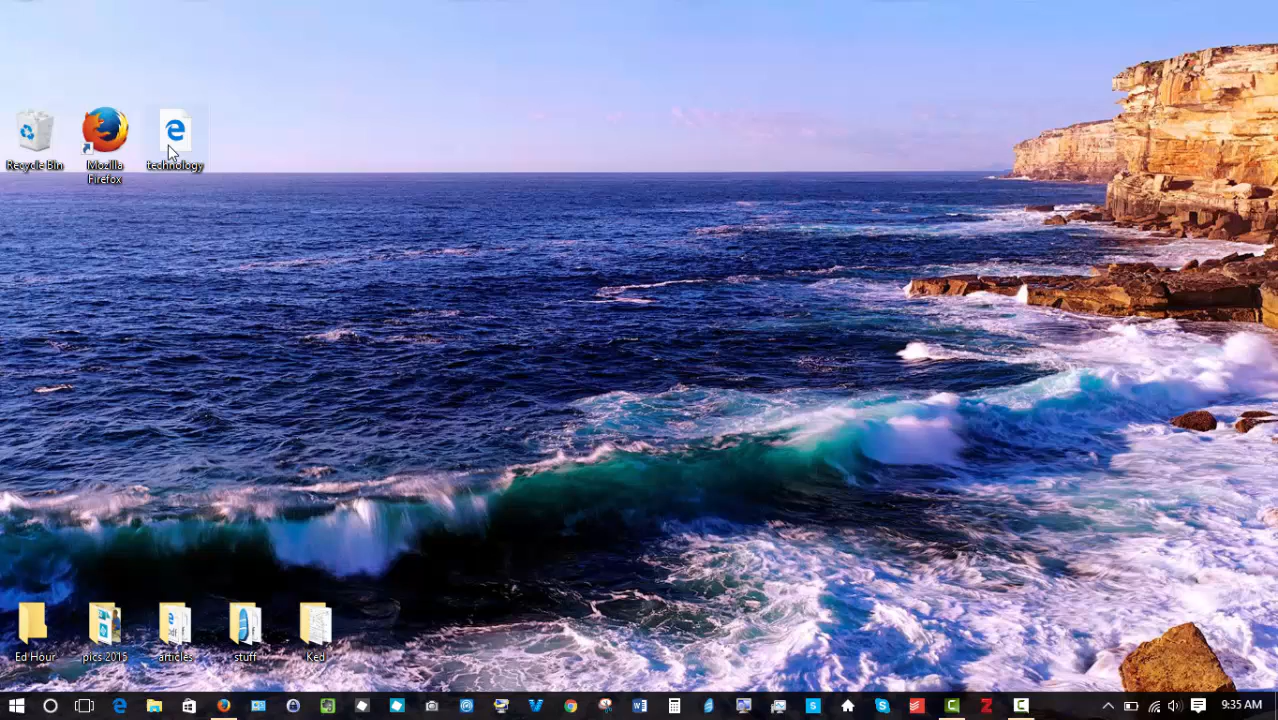 Recycle Bin
Mozilla
Firefox
technology
Ed Hour
pics 2015
articles
stuff
Ked
9:35 AM